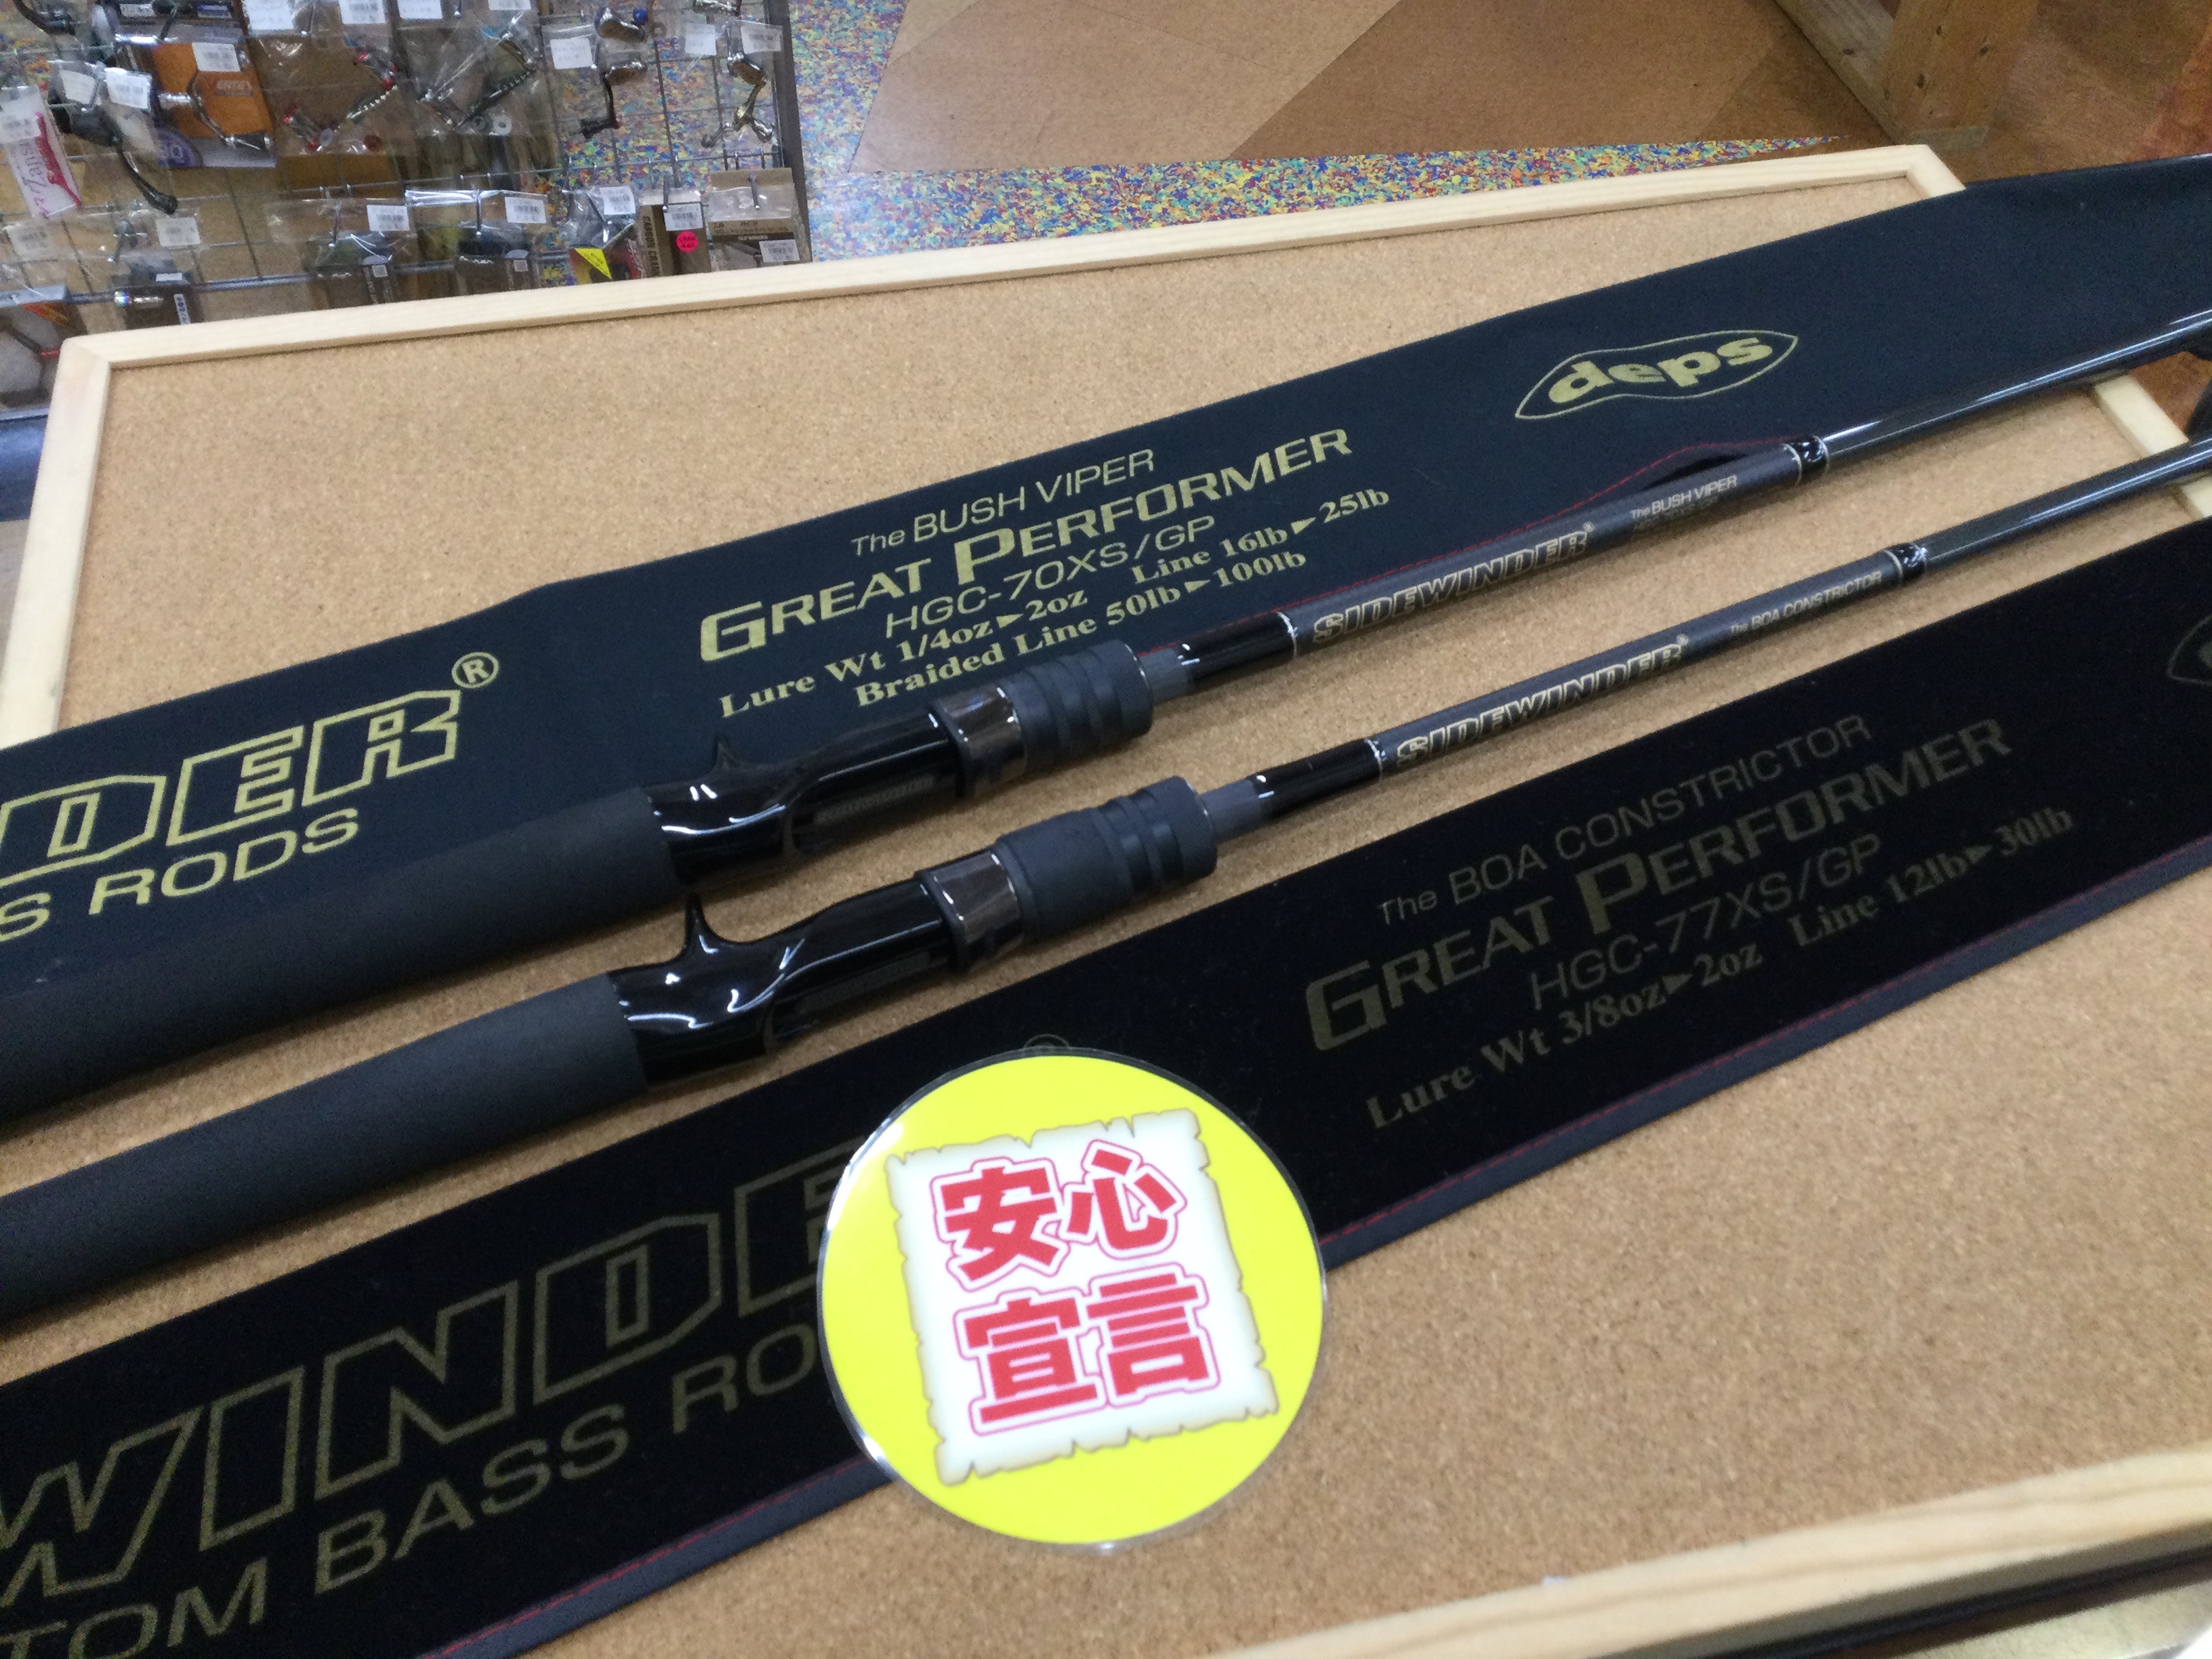 deps
The BUSH VIPER
GREAT PERFORMER
HGC-70XS/GP
Lure Wt 1/4oz►2oz Line 16lb►25lb
Braided Line 50lb►100lb
DER®
S RODS
SIDEWINDER®
The BUSH VIPER
SIDEWINDER®
The BOA CONSTRICTOR
The BOA CONSTRICTOR
GREAT PERFORMER
HGC-77XS/GP
Lure Wt 3/8oz►2oz Line 12lb►30lb
WINDE
TOM BASS RO
安心
宣言